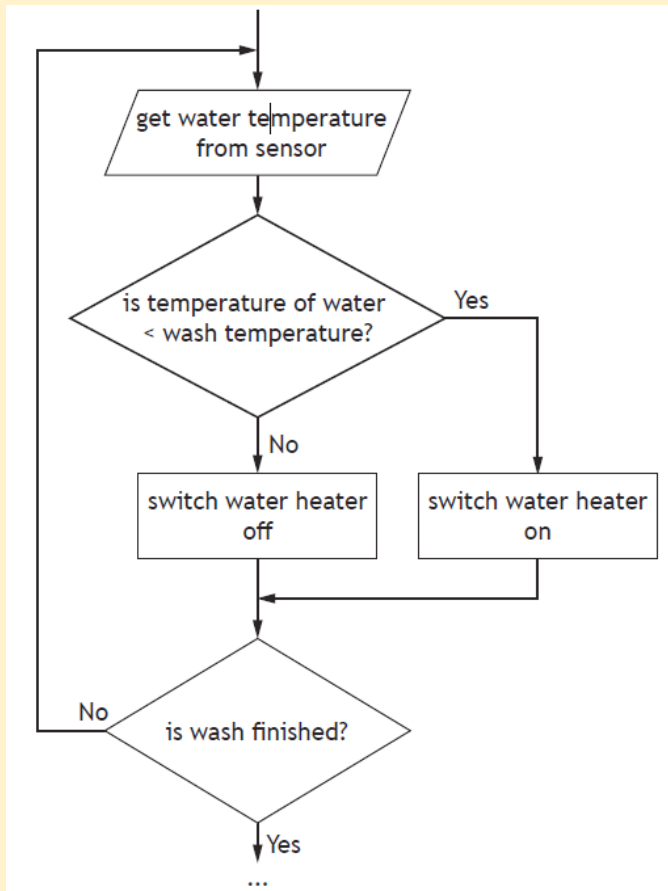 get water temperature
from sensor
is temperature of water
< wash temperature?
Yes
No
switch water heater
off
switch water heater
on
No
is wash finished?
Yes
...